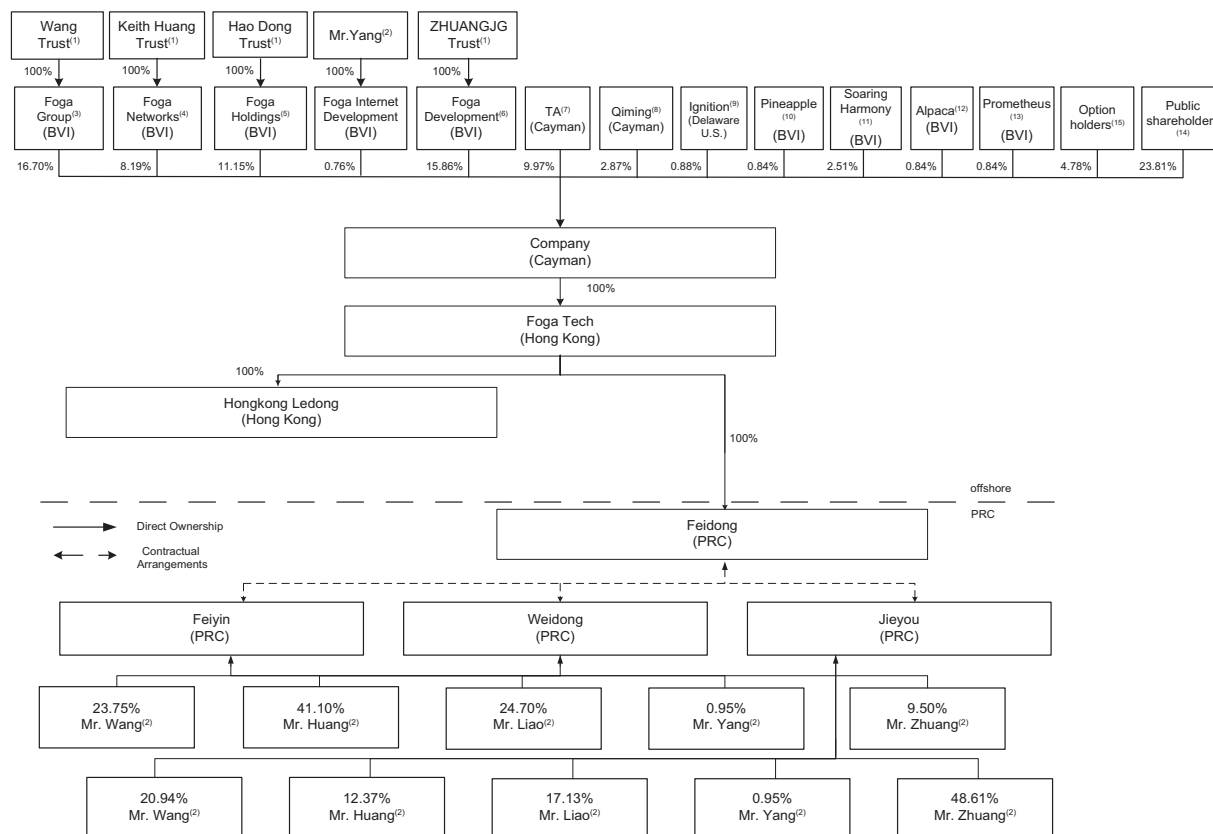 Wang
Trust(1)
Keith Huang
Trust(1)
Hao Dong
Trust(1)
Mr.Yang(2)
ZHUANGJG
Trust(1)
100%
100%
100%
100%
100%
Foga
Group(3)
(BVI)
Foga
Networks(4)
(BVI)
Foga
Holdings(5)
(BVI)
Foga Internet
Development
(BVI)
Foga
Development(6)
(BVI)
TA(7)
(Cayman)
Qiming(8)
(Cayman)
Ignition(9)
(Delaware
U.S.)
Pineapple
(10)
(BVI)
Soaring
Harmony
(11)
(BVI)
Alpaca(12)
(BVI)
Prometheus
(13)
(BVI)
Option
holders(15)
Public
shareholder
(14)
16.70%
8.19%
11.15%
0.76%
15.86%
9.97%
2.87%
0.88%
0.84%
2.51%
0.84%
0.84%
4.78%
23.81%
Company
(Cayman)
100%
Foga Tech
(Hong Kong)
100%
Hongkong Ledong
(Hong Kong)
100%
offshore
PRC
Direct Ownership
Contractual
Arrangements
Feidong
(PRC)
Feiyin
(PRC)
Weidong
(PRC)
Jieyou
(PRC)
23.75%
Mr. Wang(2)
41.10%
Mr. Huang(2)
24.70%
Mr. Liao(2)
0.95%
Mr. Yang(2)
9.50%
Mr. Zhuang(2)
20.94%
Mr. Wang(2)
12.37%
Mr. Huang(2)
17.13%
Mr. Liao(2)
0.95%
Mr. Yang(2)
48.61%
Mr. Zhuang(2)